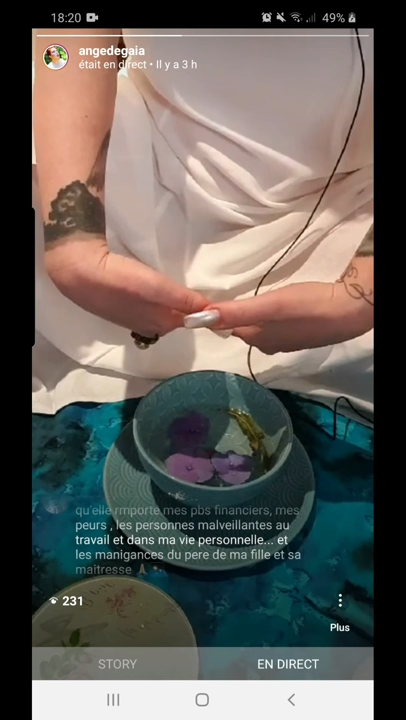 18:20
49%
angedegaia
était en direct • Il y a 3 h
qu'elle rmporte mes pbs financiers, mes
peurs , les personnes malveillantes au
travail et dans ma vie personnelle... et
les manigances du pere de ma fille et sa
maitresse
231
Plus
STORY
EN DIRECT